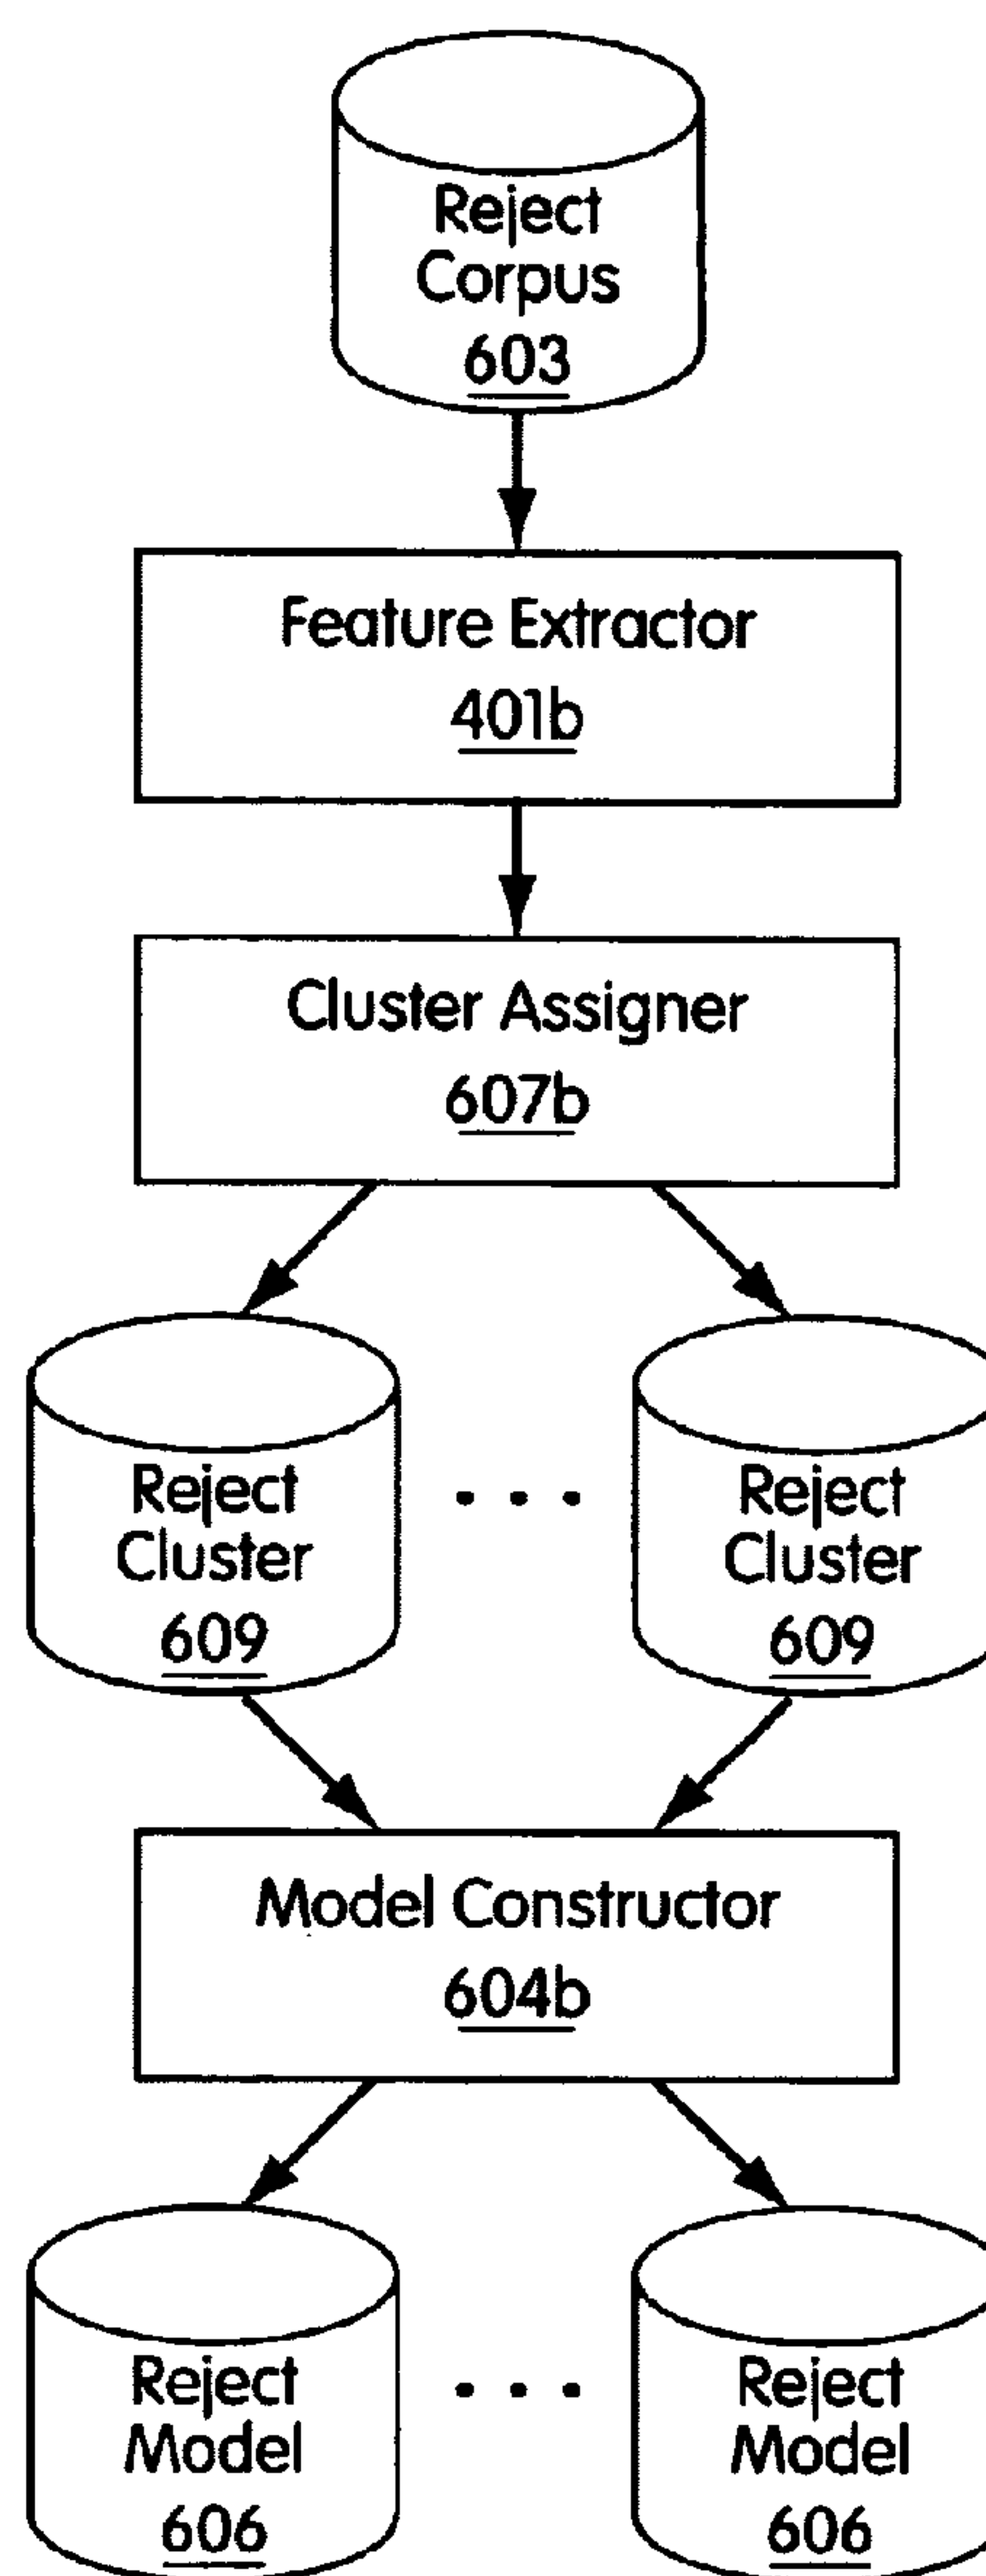 Reject
Corpus
603
Feature Extractor
401b
Cluster Assigner
607b
Reject
Cluster
609
. . .
Reject
Cluster
609
Model Constructor
604b
Reject
Model
606
. . .
Reject
Model
606